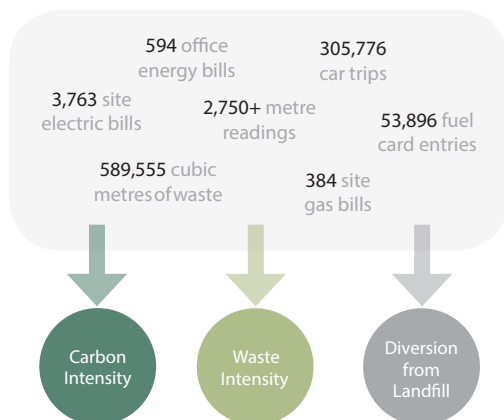 594 office
energy bills
305,776
car trips
3,763 site
electric bills
2,750+ metre
readings
53,896 fuel
card entries
589,555 cubic
metres of waste
384 site
gas bills
Carbon
Intensity
Waste
Intensity
Diversion
from
Landfill